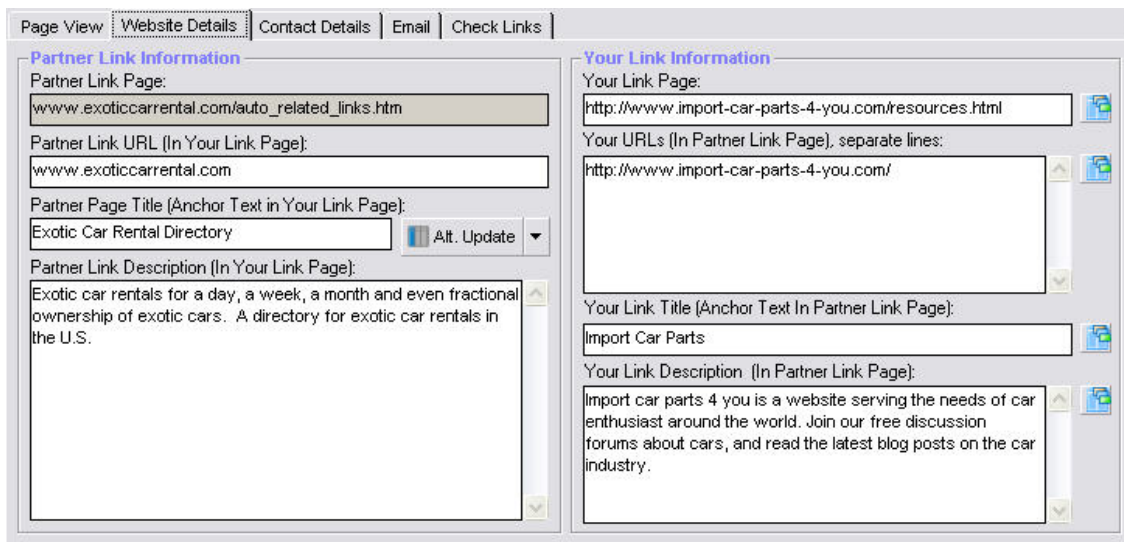 Page View Website Details Contact Details Email Check Links
Partner Link Information
Partner Link Page:
www.exoticcarrental.com/auto_related_links.htm
Partner Link URL (In Your Link Page):
www.exoticcarrental.com
Partner Page Title (Anchor Text in Your Link Page):
Exotic Car Rental Directory
Alt. Update
Partner Link Description (In Your Link Page):
Exotic car rentals for a day, a week, a month and even fractional
ownership of exotic cars.  A directory for exotic car rentals in
the U.S.
Your Link Information
Your Link Page:
http://www.import-car-parts-4-you.com/resources.html
Your URLs (In Partner Link Page), separate lines:
http://www.import-car-parts-4-you.com/
Your Link Title (Anchor Text In Partner Link Page):
Import Car Parts
Your Link Description  (In Partner Link Page):
Import car parts 4 you is a website serving the needs of car
enthusiast around the world. Join our free discussion
forums about cars, and read the latest blog posts on the car
industry.